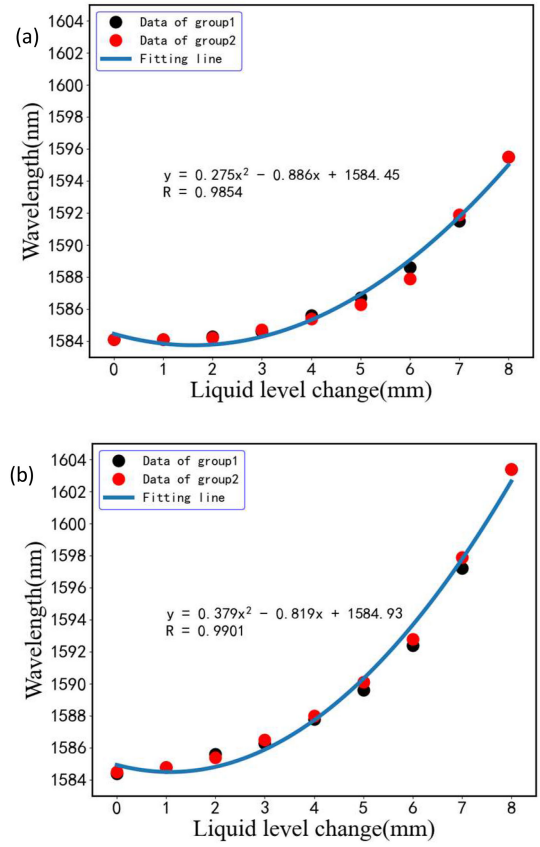 (a)
Data of group1
Data of group2
Fitting line
1604
1602
1600
1598
1596
1594
1592
1590
1588
1586
1584
Wavelength(nm)
y = 0.275x² − 0.886x + 1584.45
R = 0.9854
0 1 2 3 4 5 6 7 8
Liquid level change(mm)
(b)
Data of group1
Data of group2
Fitting line
1604
1602
1600
1598
1596
1594
1592
1590
1588
1586
1584
Wavelength(nm)
y = 0.379x² − 0.819x + 1584.93
R = 0.9901
0 1 2 3 4 5 6 7 8
Liquid level change(mm)